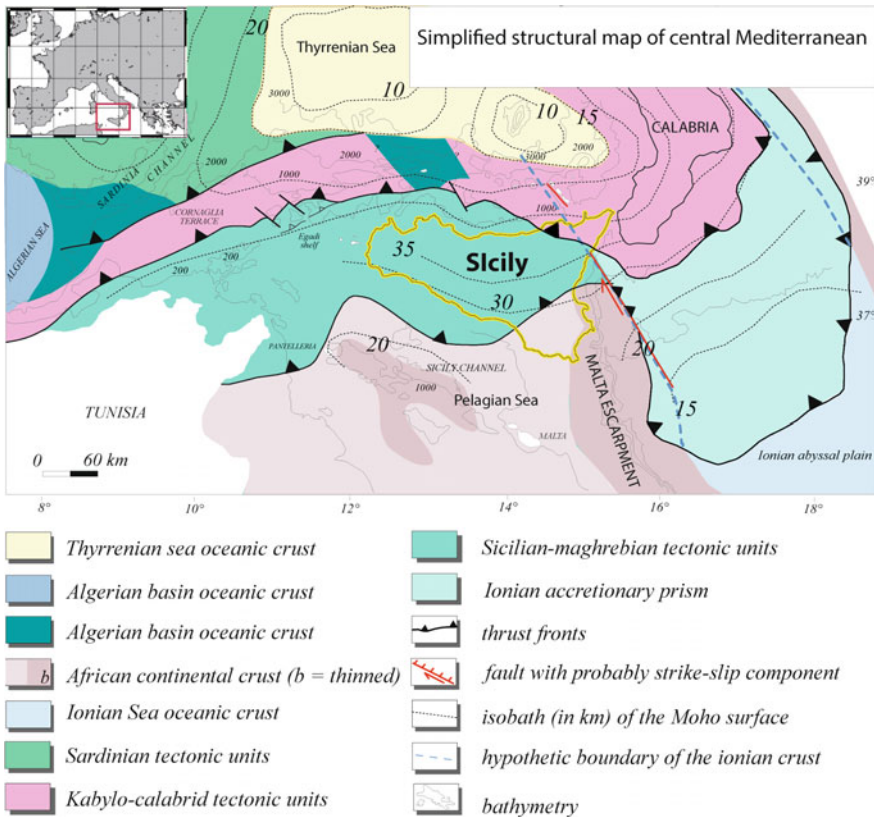 Simplified structural map of central Mediterranean
20
Thyrrenian Sea
10
10
15
3000
3000
2000
CALABRIA
SARDINIA
CHANNEL
2000
2000
1000
1000
CORNAGLIA
TERRACE
ALGERIAN SEA
Egadi
shelf
200
200
35
SIcily
30
39°
37°
PANTELLERIA
20
SICILY CHANNEL
1000
Pelagian Sea
MALTA
MALTA ESCARPMENT
20
15
TUNISIA
Ionian abyssal plain
0 60 km
8° 10° 12° 14° 16° 18°
Thyrrenian sea oceanic crust
Algerian basin oceanic crust
Algerian basin oceanic crust
b African continental crust (b = thinned)
Ionian Sea oceanic crust
Sardinian tectonic units
Kabylo-calabrid tectonic units
Sicilian-maghrebian tectonic units
Ionian accretionary prism
thrust fronts
fault with probably strike-slip component
isobath (in km) of the Moho surface
hypothetic boundary of the ionian crust
bathymetry